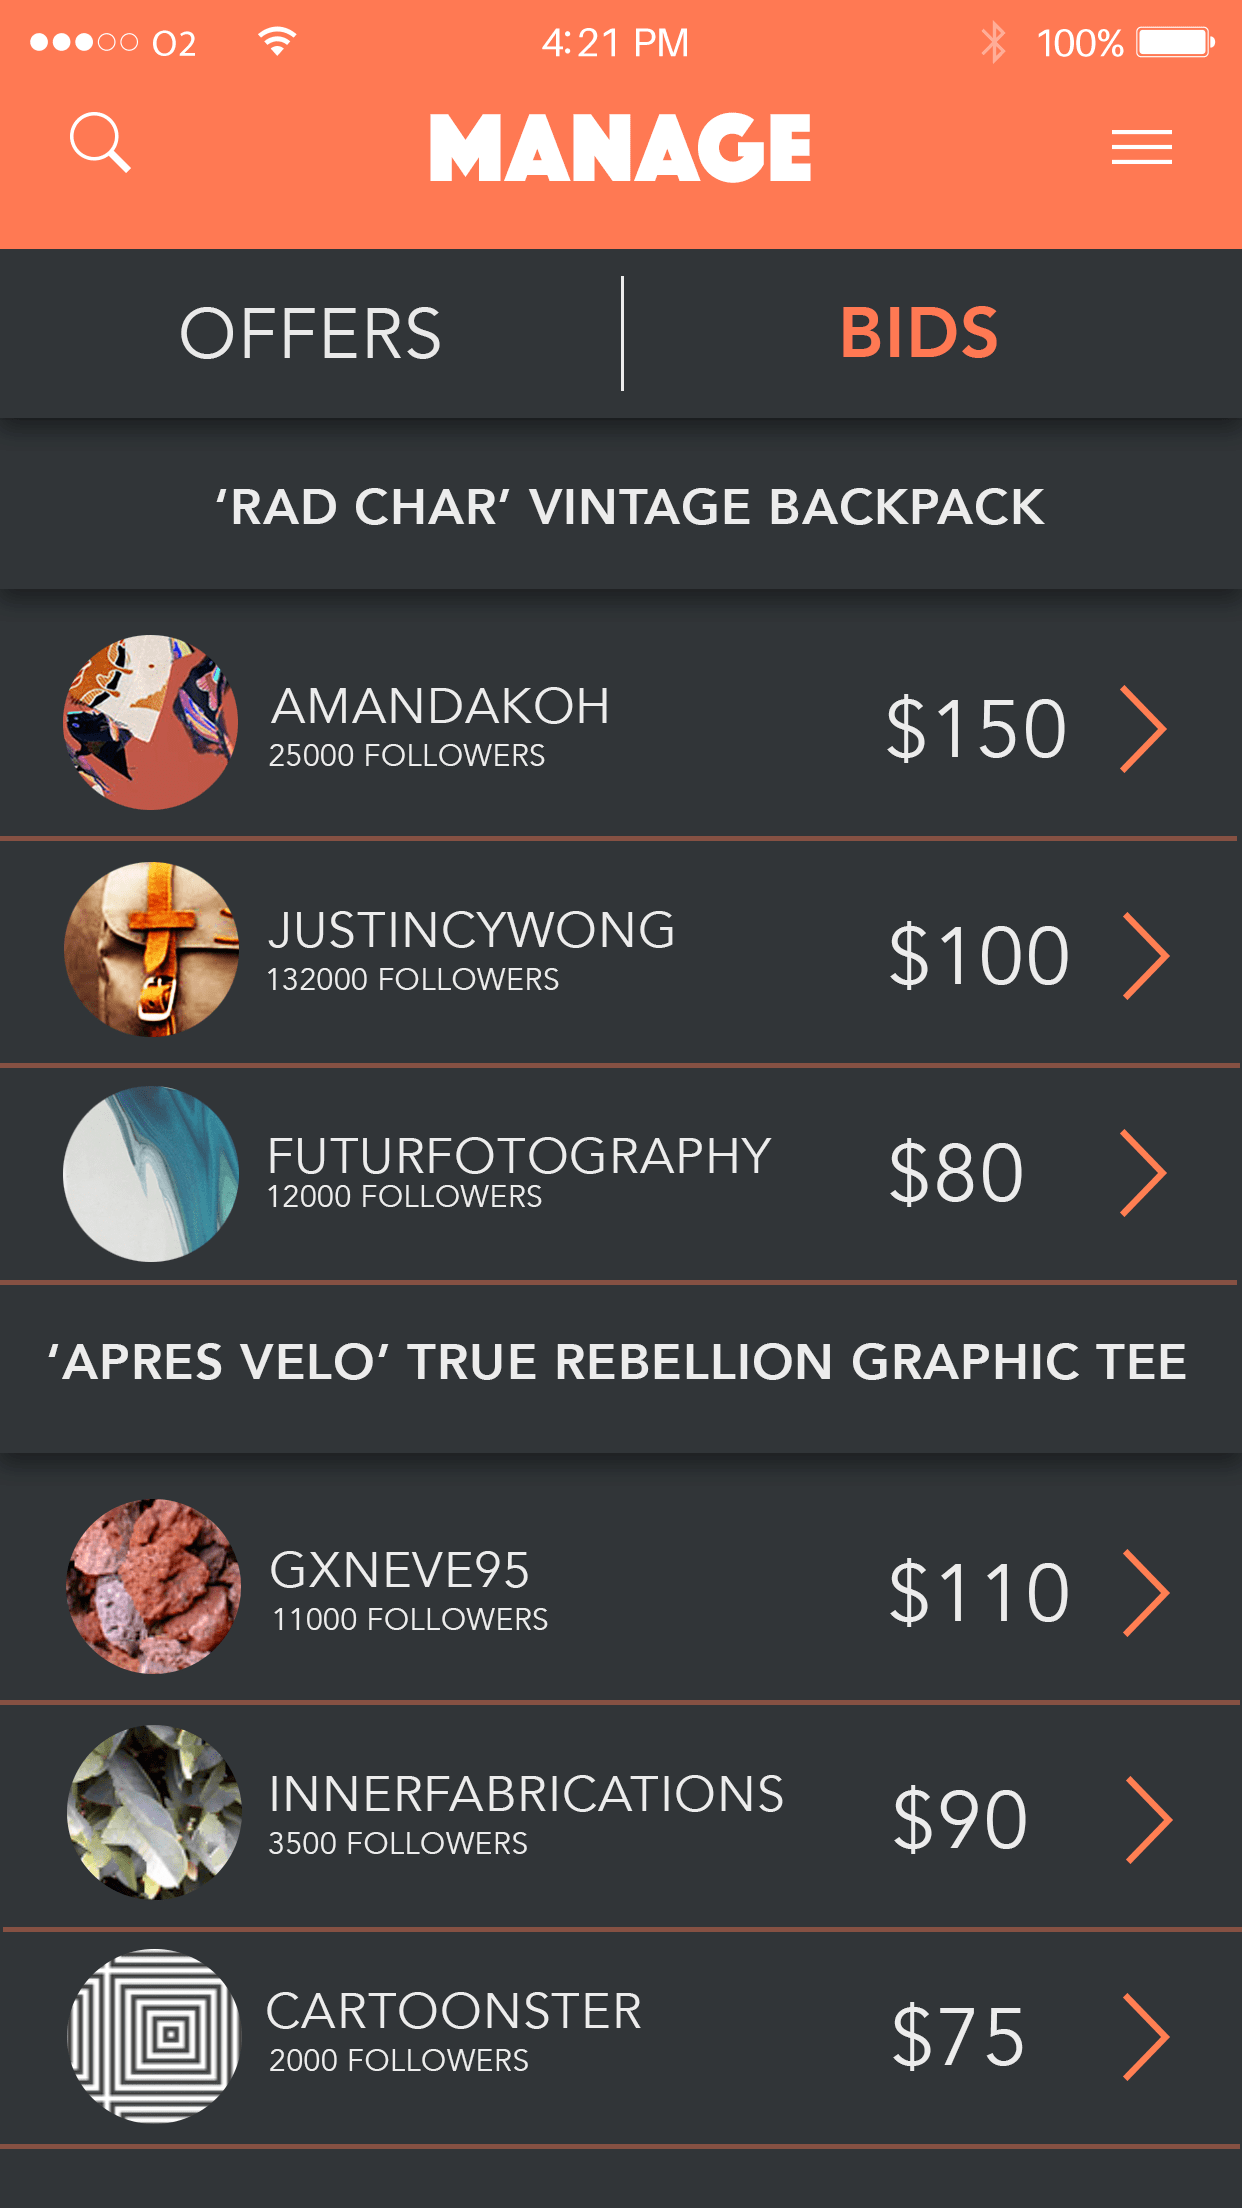 O2 4:21 PM 100%
MANAGE
OFFERS BIDS
‘RAD CHAR’ VINTAGE BACKPACK
AMANDAKOH
25000 FOLLOWERS
$150
JUSTINCYWONG
132000 FOLLOWERS
$100
FUTURFOTOGRAPHY
12000 FOLLOWERS
$80
‘APRES VELO’ TRUE REBELLION GRAPHIC TEE
GXNEVE95
11000 FOLLOWERS
$110
INNERFABRICATIONS
3500 FOLLOWERS
$90
CARTOONSTER
2000 FOLLOWERS
$75